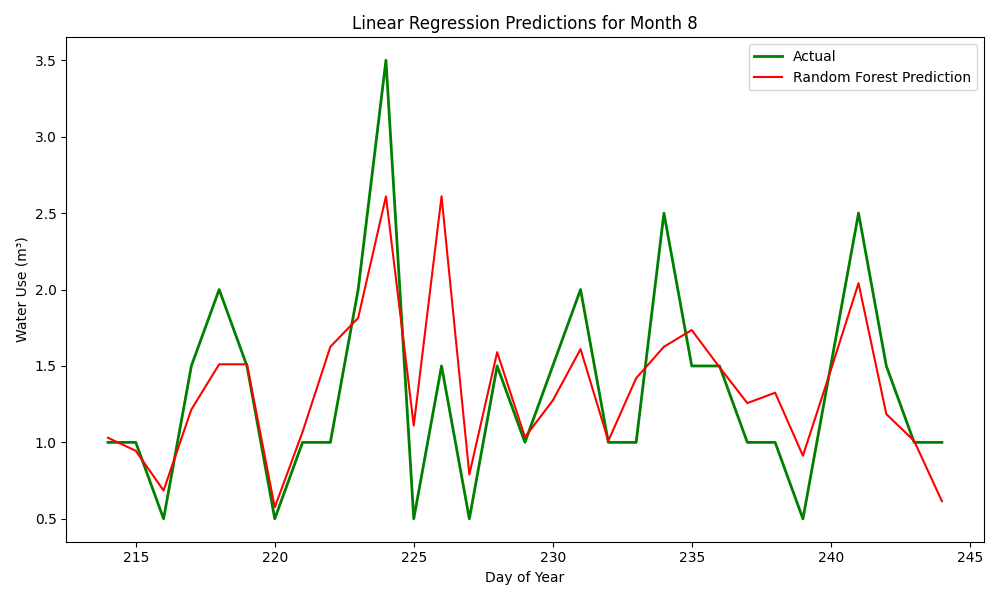 Linear Regression Predictions for Month 8
Actual
Random Forest Prediction
3.5
3.0
2.5
2.0
1.5
1.0
0.5
Water Use (m³)
215
220
225
230
235
240
245
Day of Year